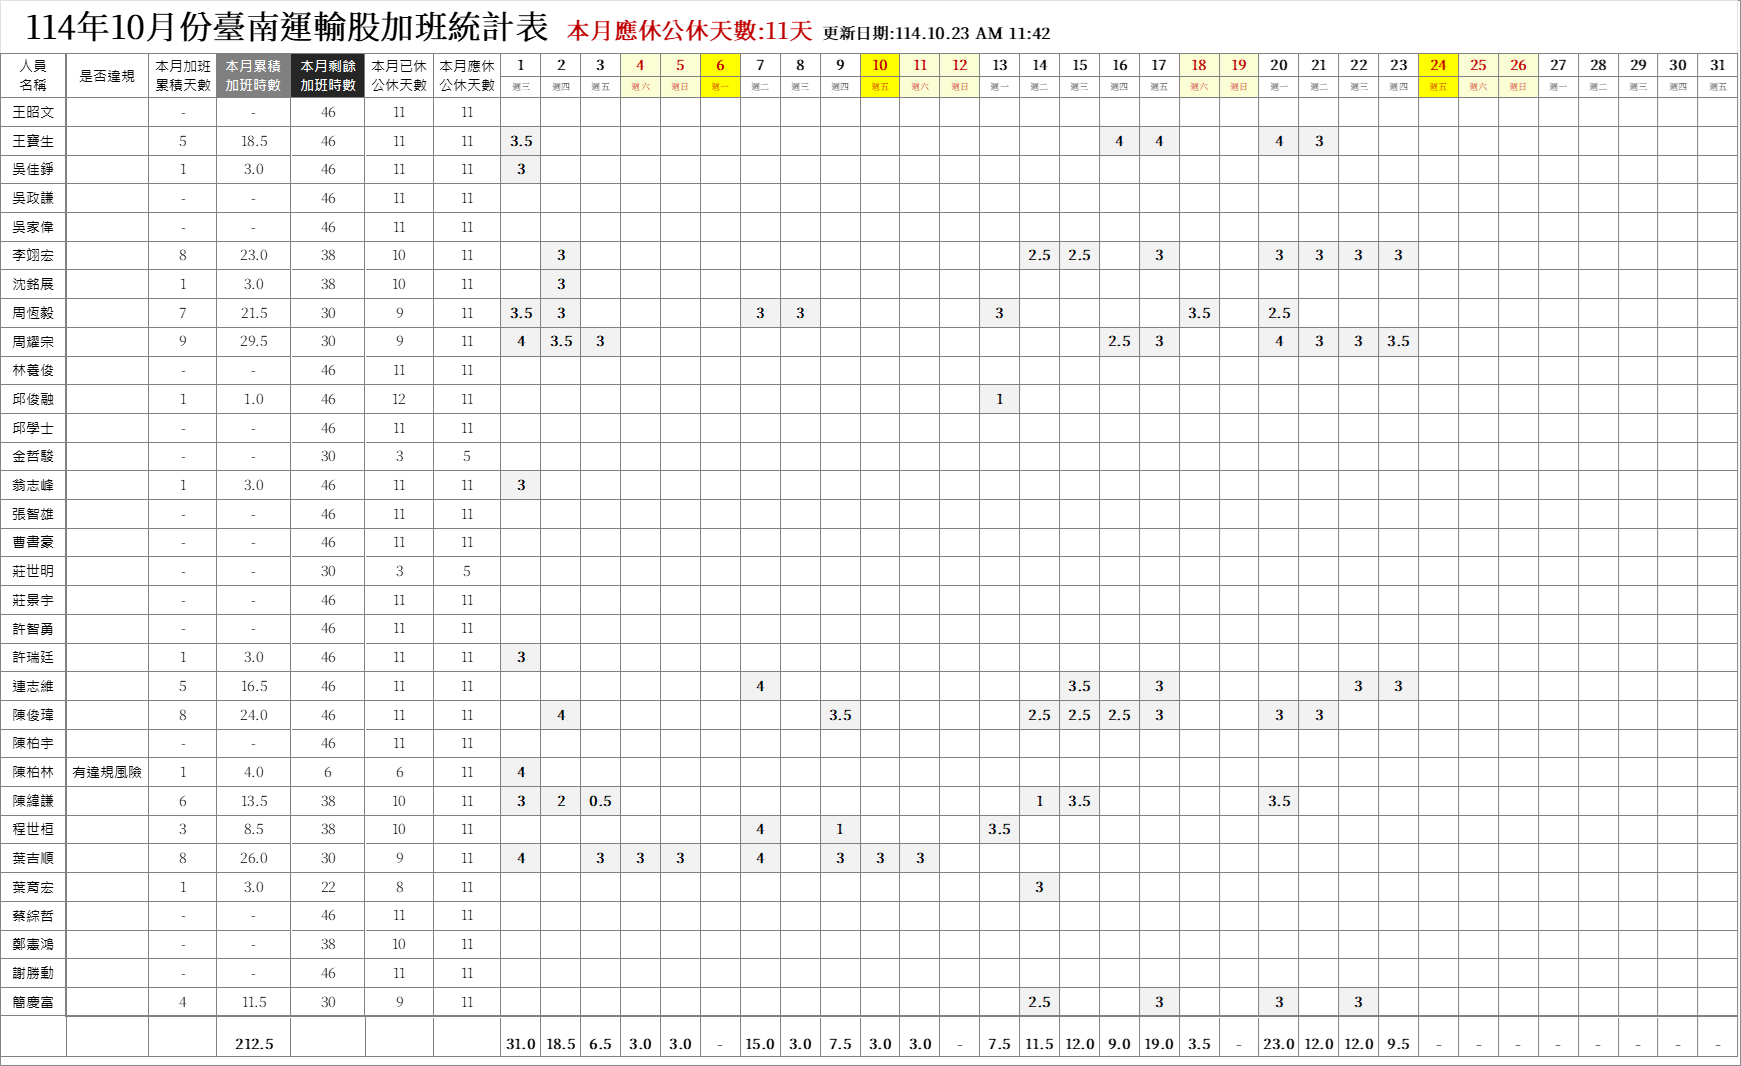 114年10月份臺南運輸股加班統計表 本月應休公休天數:11天 更新日期:114.10.23 AM 11:42
人員名稱 是否違規 本月加班累積天數 本月累積加班時數 本月剩餘加班時數 本月已休公休天數 本月應休公休天數 1 2 3 4 5 6 7 8 9 10 11 12 13 14 15 16 17 18 19 20 21 22 23 24 25 26 27 28 29 30 31
週三 週四 週五 週六 週日 週一 週二 週三 週四 週五 週六 週日 週一 週二 週三 週四 週五 週六 週日 週一 週二 週三 週四 週五 週六 週日 週一 週二 週三 週四 週五
王昭文 - - 46 11 11
王寶生 5 18.5 46 11 11 3.5 4 4 4 3
吳佳錚 1 3.0 46 11 11 3
吳政謙 - - 46 11 11
吳家偉 - - 46 11 11
李翊宏 8 23.0 38 10 11 3 2.5 2.5 3 3 3 3 3
沈銘展 1 3.0 38 10 11 3
周恆毅 7 21.5 30 9 11 3.5 3 3 3 3 3.5 2.5
周耀宗 9 29.5 30 9 11 4 3.5 3 2.5 3 4 3 3 3.5
林養俊 - - 46 11 11
邱俊融 1 1.0 46 12 11 1
邱學士 - - 46 11 11
金哲駿 - - 30 3 5
翁志峰 1 3.0 46 11 11 3
張智雄 - - 46 11 11
曹書豪 - - 46 11 11
莊世明 - - 30 3 5
莊景宇 - - 46 11 11
許智勇 - - 46 11 11
許瑞廷 1 3.0 46 11 11 3
連志維 5 16.5 46 11 11 4 3.5 3 3 3
陳俊瑋 8 24.0 46 11 11 4 3.5 2.5 2.5 2.5 3 3 3
陳柏宇 - - 46 11 11
陳柏林 有違規風險 1 4.0 6 6 11 4
陳緯謙 6 13.5 38 10 11 3 2 0.5 1 3.5 3.5
程世桓 3 8.5 38 10 11 4 1 3.5
葉吉順 8 26.0 30 9 11 4 3 3 3 4 3 3 3
葉育宏 1 3.0 22 8 11 3
蔡綜哲 - - 46 11 11
鄭憲鴻 - - 38 10 11
謝勝動 - - 46 11 11
簡慶富 4 11.5 30 9 11 2.5 3 3 3
212.5 31.0 18.5 6.5 3.0 3.0 - 15.0 3.0 7.5 3.0 3.0 - 7.5 11.5 12.0 9.0 19.0 3.5 - 23.0 12.0 12.0 9.5 - - - - - - - -